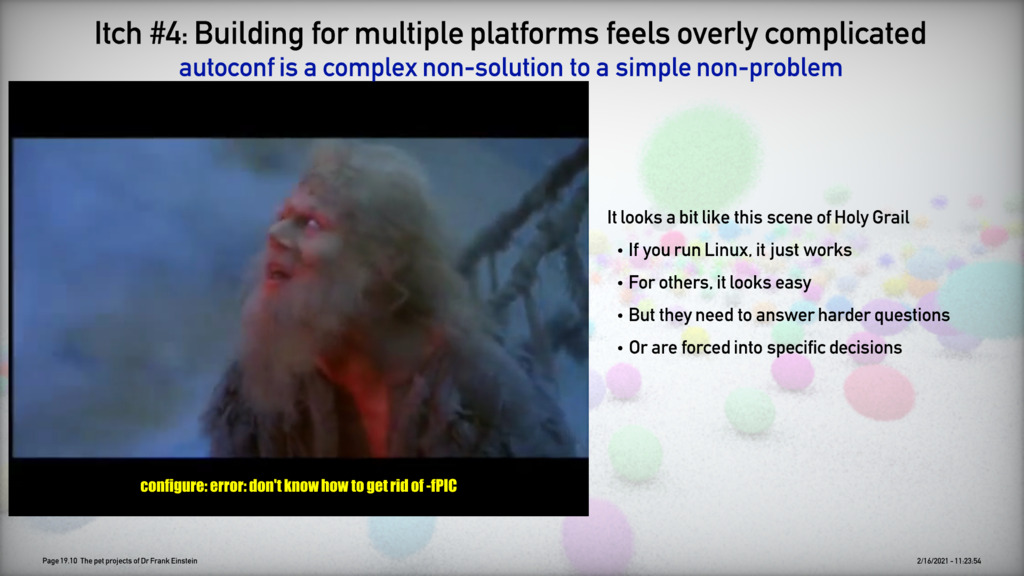 Itch #4: Building for multiple platforms feels overly complicated
autoconf is a complex non-solution to a simple non-problem
It looks a bit like this scene of Holy Grail
• If you run Linux, it just works
• For others, it looks easy
• But they need to answer harder questions
• Or are forced into specific decisions
configure: error: don't know how to get rid of -fPIC
Page 19.10 The pet projects of Dr Frank Einstein
2/16/2021 - 11:23:54